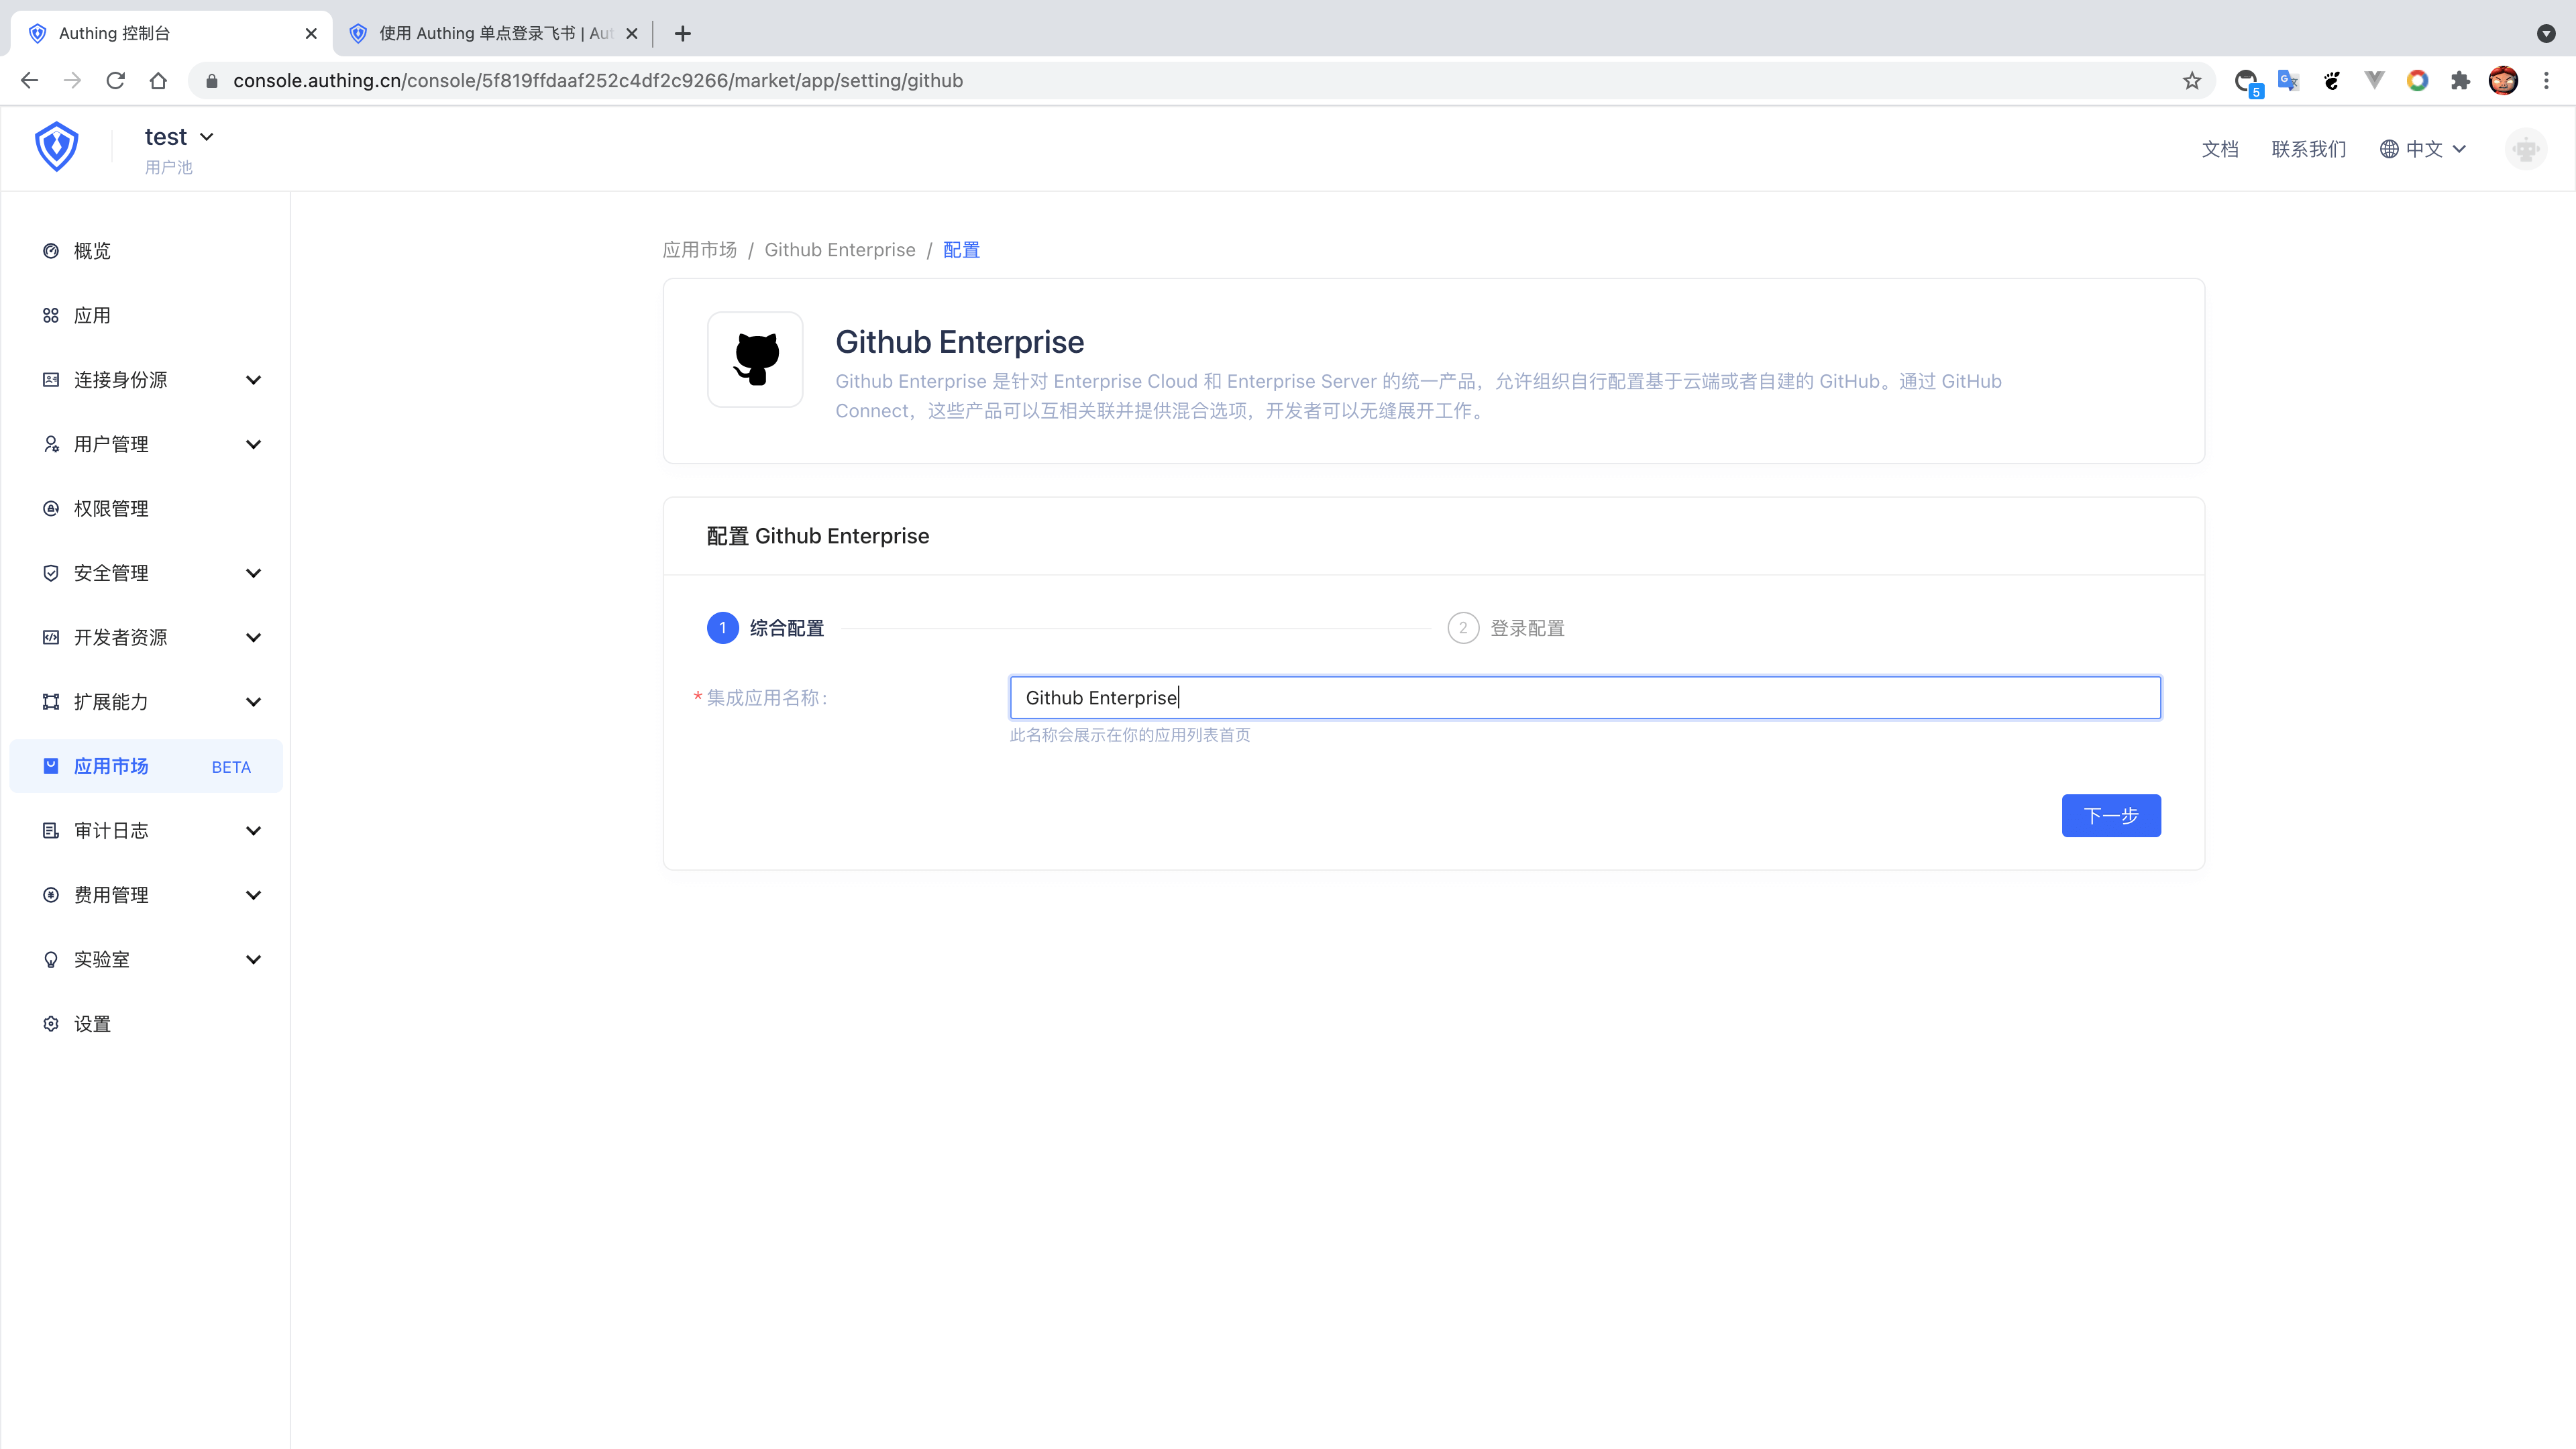 Authing 控制台
使用 Authing 单点登录飞书 | Aut
console.authing.cn/console/5f819ffdaaf252c4df2c9266/market/app/setting/github
5
test
用户池
文档
联系我们
中文
概览
应用
连接身份源
用户管理
权限管理
安全管理
开发者资源
扩展能力
应用市场 BETA
审计日志
费用管理
实验室
设置
应用市场 / Github Enterprise / 配置
Github Enterprise
Github Enterprise 是针对 Enterprise Cloud 和 Enterprise Server 的统一产品，允许组织自行配置基于云端或者自建的 GitHub。通过 GitHub
Connect，这些产品可以互相关联并提供混合选项，开发者可以无缝展开工作。
配置 Github Enterprise
1 综合配置
2 登录配置
* 集成应用名称:
Github Enterprise
此名称会展示在你的应用列表首页
下一步